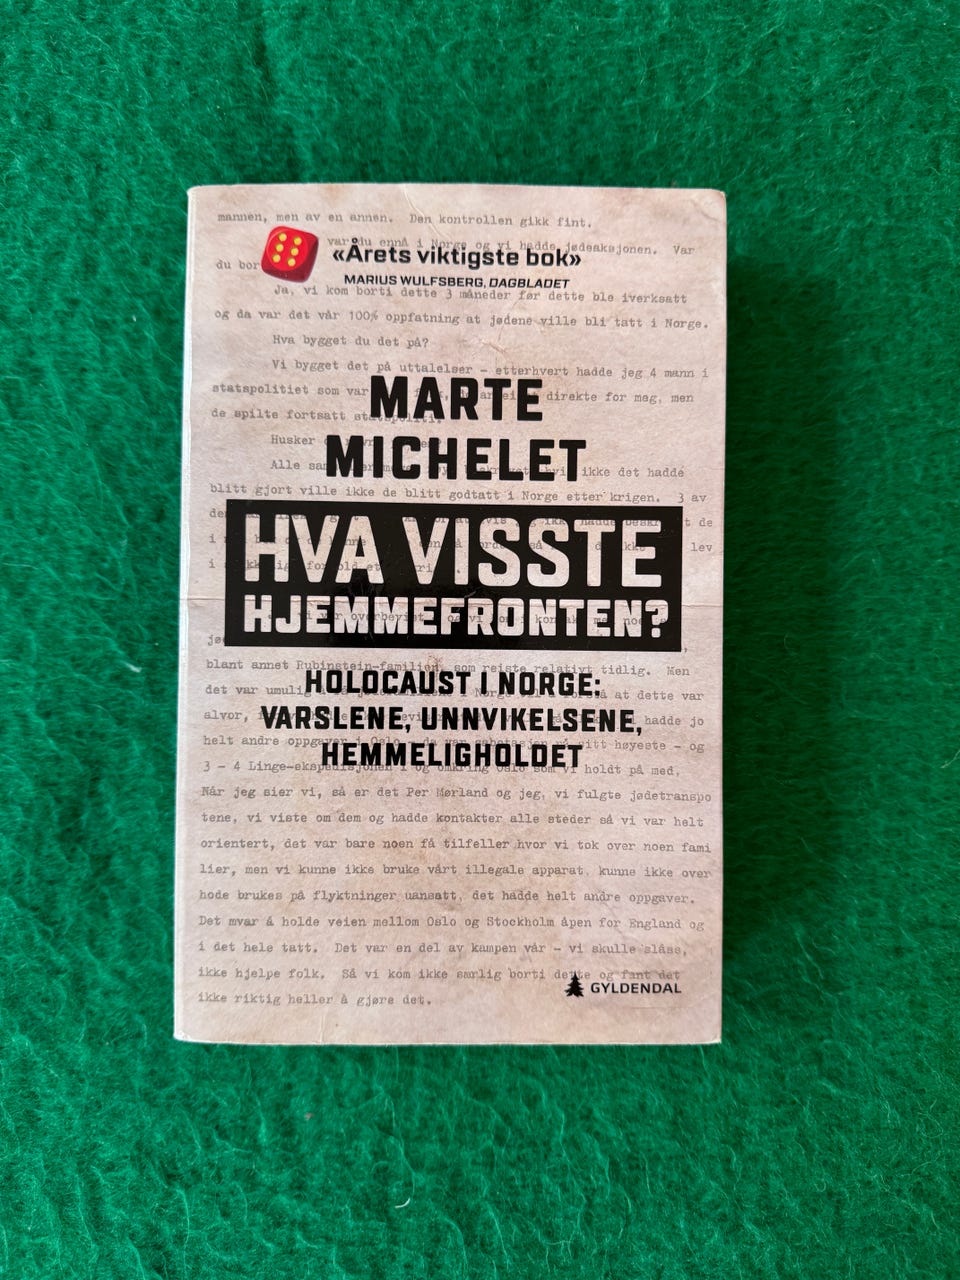 mannen, men av en annen. Den kontrollen gikk fint.
var du ennå i Norge og vi hadde jødeaksjonen. Var
du bor
«Årets viktigste bok»
MARIUS WULFSBERG, DAGBLADET
Ja, vi kom borti dette 3 måneder før dette ble iverksatt
og da var det vår 100% oppfatning at jødene ville bli tatt i Norge.
Hva bygget du det på?
Vi bygget det på uttalelser - etterhvert hadde jeg 4 mann i
statspolitiet som var direkte for meg, men
de spilte fortsatt
MARTE
MICHELET
Husker
Alle ikke det hadde
blitt gjort ville ikke de blitt godtatt i Norge etter krigen. 3 av
HVA VISSTE
HJEMMEFRONTEN?
blant annet Rubinstein-familien, som reiste relativt tidlig. Men
HOLOCAUST I NORGE:
det var umulig at dette var
VARSLENE, UNNVIKELSENE,
alvor, hadde jo
helt andre oppgaver i Oslo vitt høyeste - og
HEMMELIGHOLDET
3 - 4 Linge-ekspedisjonen i og omkring Oslo som vi holdt på med.
Når jeg sier vi, så er det Per Mørland og jeg, vi fulgte jødetranspo
tene, vi viste om dem og hadde kontakter alle steder så vi var helt
orientert, det var bare noen få tilfeller hvor vi tok over noen fami
lier, men vi kunne ikke bruke vårt illegale apparat, kunne ikke over
hode brukes på flyktninger uansatt, det hadde helt andre oppgaver.
Det mvar å holde veien mellom Oslo og Stockholm åpen for England og
i det hele tatt. Det var en del av kampen vår - vi skulle slåss,
ikke hjelpe folk. Så vi kom ikke særlig borti dette og fant det
ikke riktig heller å gjøre det.
GYLDENDAL